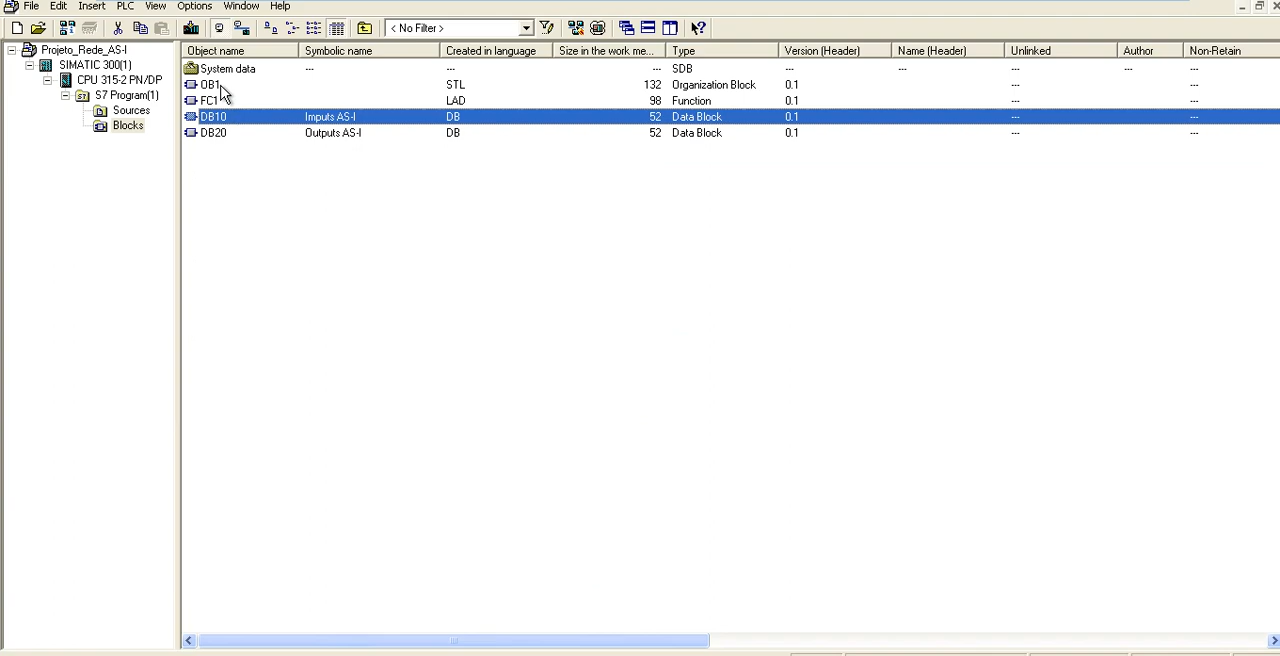 File Edit Insert PLC View Options Window Help
< No Filter >
Projeto_Rede_AS-I
SIMATIC 300(1)
CPU 315-2 PN/DP
S7 Program(1)
Sources
Blocks
Object name Symbolic name Created in language Size in the work me... Type Version (Header) Name (Header) Unlinked Author Non-Retain
System data --- --- --- SDB --- --- --- --- ---
OB1 STL 132 Organization Block 0.1 --- ---
FC1 LAD 98 Function 0.1 --- ---
DB10 Imputs AS-I DB 52 Data Block 0.1 --- ---
DB20 Outputs AS-I DB 52 Data Block 0.1 --- ---